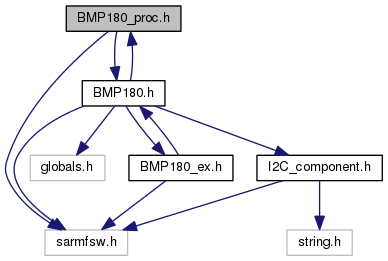 BMP180_proc.h
BMP180.h
globals.h
BMP180_ex.h
I2C_component.h
sarmfsw.h
string.h